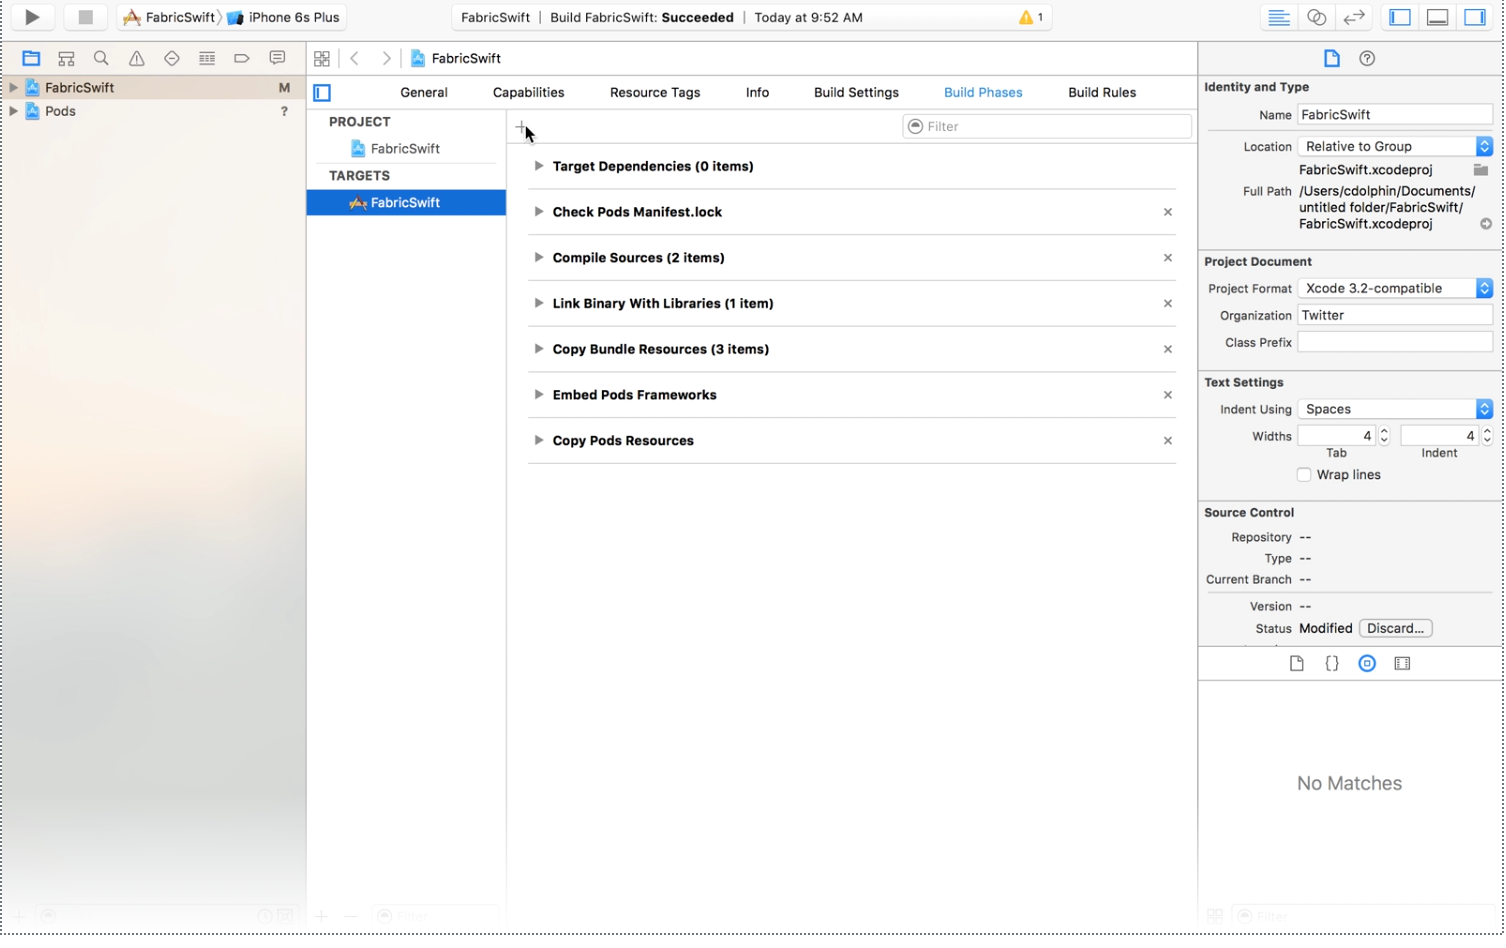 FabricSwift iPhone 6s Plus
FabricSwift | Build FabricSwift: Succeeded | Today at 9:52 AM
1
FabricSwift
FabricSwift M
Pods ?
General Capabilities Resource Tags Info Build Settings Build Phases Build Rules
PROJECT
FabricSwift
TARGETS
FabricSwift
Filter
Target Dependencies (0 items)
Check Pods Manifest.lock
Compile Sources (2 items)
Link Binary With Libraries (1 item)
Copy Bundle Resources (3 items)
Embed Pods Frameworks
Copy Pods Resources
Filter
Identity and Type
Name FabricSwift
Location Relative to Group
FabricSwift.xcodeproj
Full Path /Users/cdolphin/Documents/
untitled folder/FabricSwift/
FabricSwift.xcodeproj
Project Document
Project Format Xcode 3.2-compatible
Organization Twitter
Class Prefix
Text Settings
Indent Using Spaces
Widths 4 4
Tab Indent
Wrap lines
Source Control
Repository --
Type --
Current Branch --
Version --
Status Modified Discard...
{}
No Matches
Filter